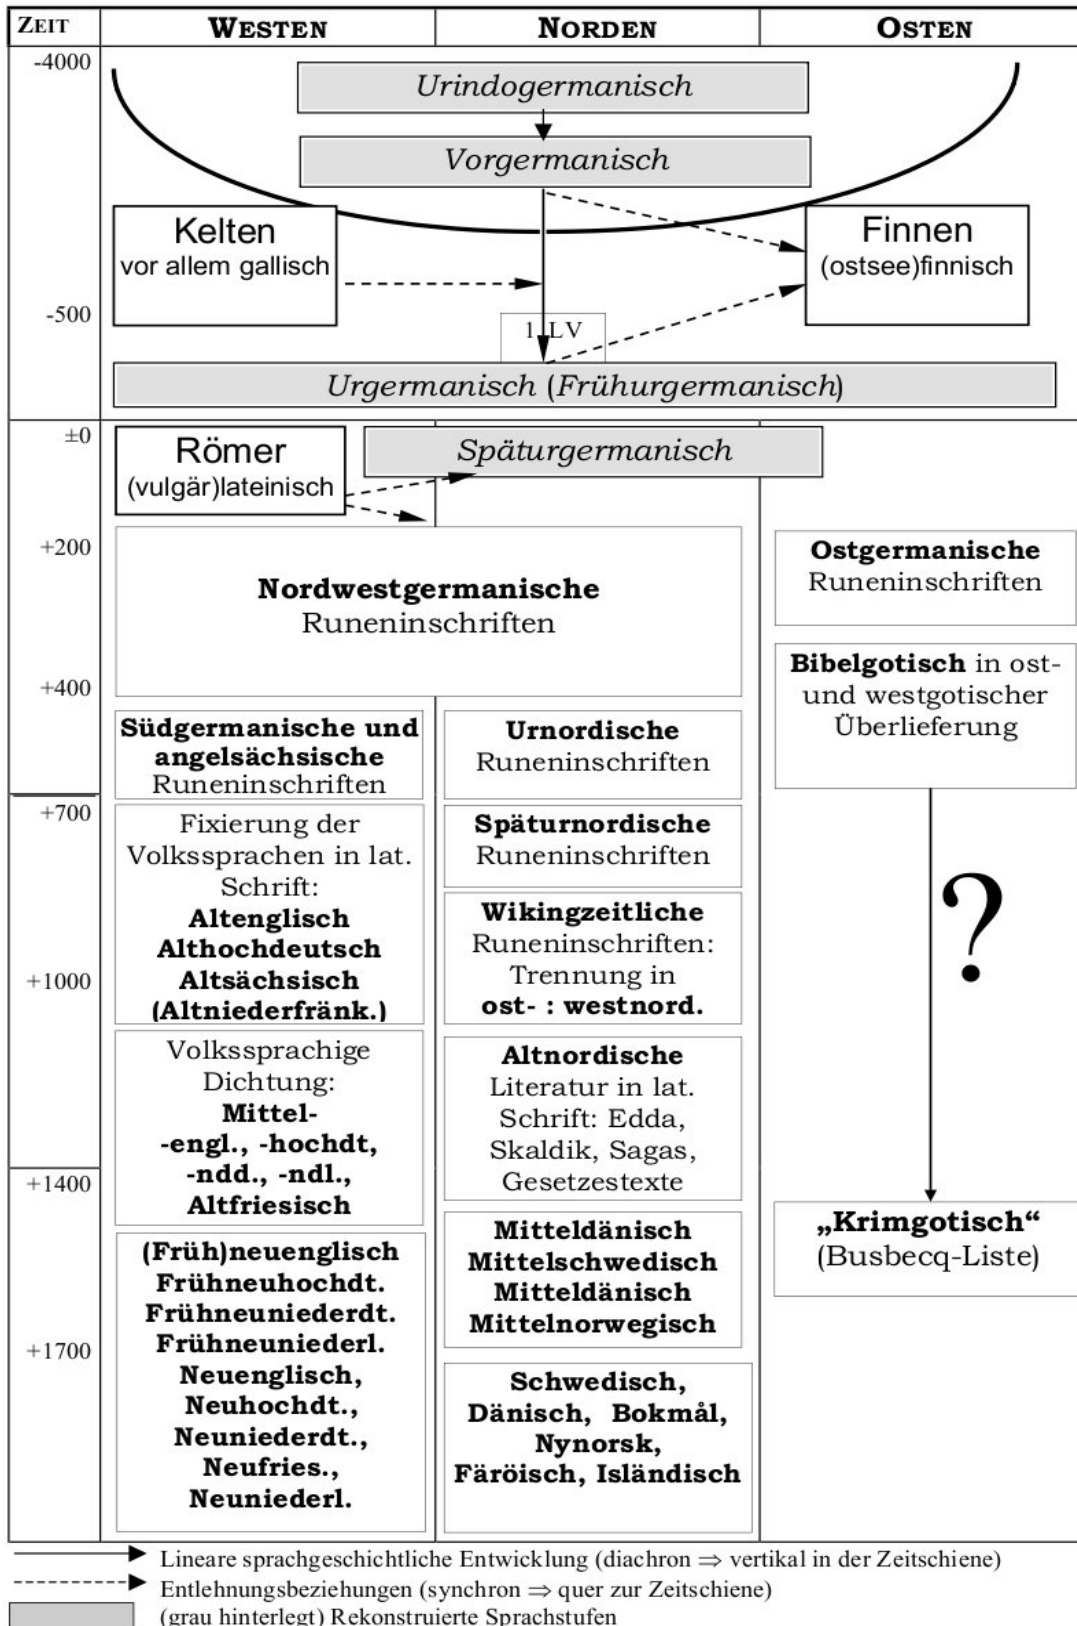 ZEIT
WESTEN
NORDEN
OSTEN
-4000
Urindogermanisch
Vorgermanisch
Kelten
vor allem gallisch
Finnen
(ostsee)finnisch
-500
1. LV
Urgermanisch (Frühurgermanisch)
±0
Römer
(vulgär)lateinisch
Späturgermanisch
+200
Nordwestgermanische
Runeninschriften
Ostgermanische
Runeninschriften
+400
Bibelgotisch in ost-
und westgotischer
Überlieferung
Südgermanische und
angelsächsische
Runeninschriften
Urnordische
Runeninschriften
+700
Fixierung der
Volkssprachen in lat.
Schrift:
Altenglisch
Althochdeutsch
Altsächsisch
(Altniederfränk.)
Späturnordische
Runeninschriften
?
+1000
Wikingzeitliche
Runeninschriften:
Trennung in
ost- : westnord.
Volkssprachige
Dichtung:
Mittel-
-engl., -hochdt,
-ndd., -ndl.,
Altfriesisch
Altnordische
Literatur in lat.
Schrift: Edda,
Skaldik, Sagas,
Gesetzestexte
+1400
„Krimgotisch“
(Busbecq-Liste)
(Früh)neuenglisch
Frühneuhochdt.
Frühneuniederdt.
Frühneuniederl.
Neuenglisch,
Neuhochdt.,
Neuniederdt.,
Neufries.,
Neuniederl.
Mitteldänisch
Mittelschwedisch
Mitteldänisch
Mittelnorwegisch
+1700
Schwedisch,
Dänisch, Bokmål,
Nynorsk,
Färöisch, Isländisch
Lineare sprachgeschichtliche Entwicklung (diachron ⇒ vertikal in der Zeitschiene)
Entlehnungsbeziehungen (synchron ⇒ quer zur Zeitschiene)
(grau hinterlegt) Rekonstruierte Sprachstufen